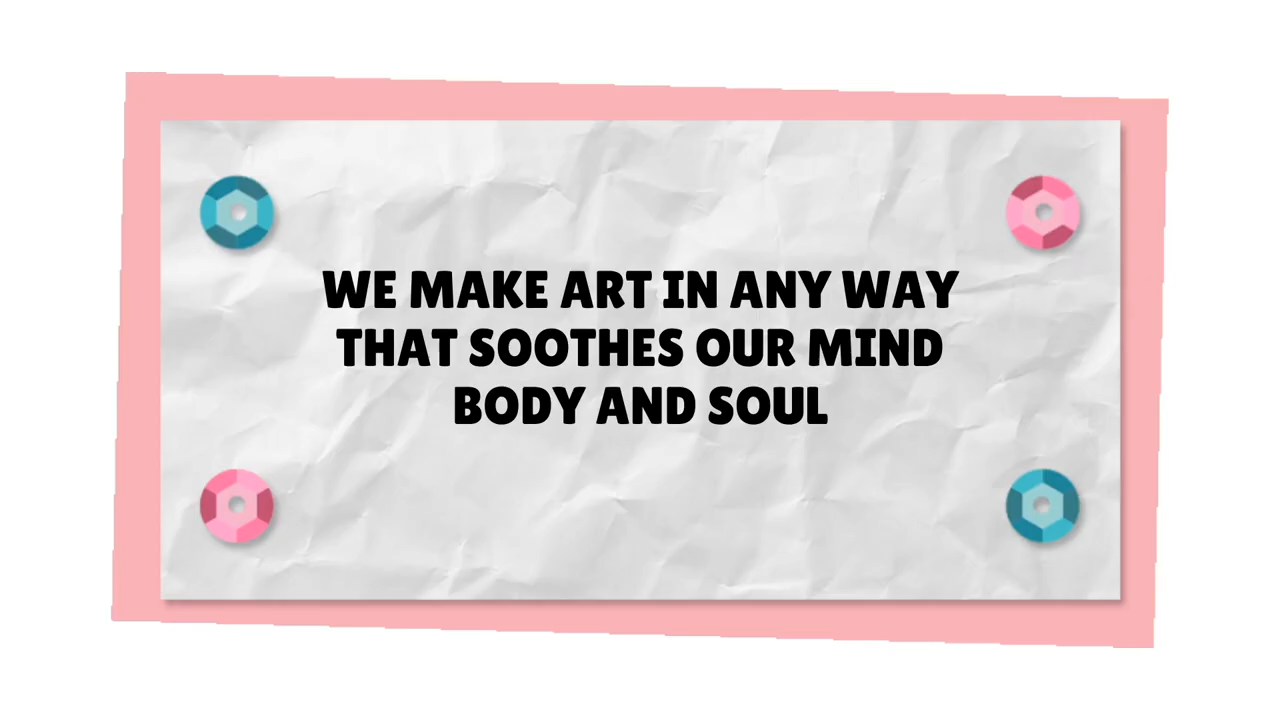 WE MAKE ART IN ANY WAY
THAT SOOTHES OUR MIND
BODY AND SOUL